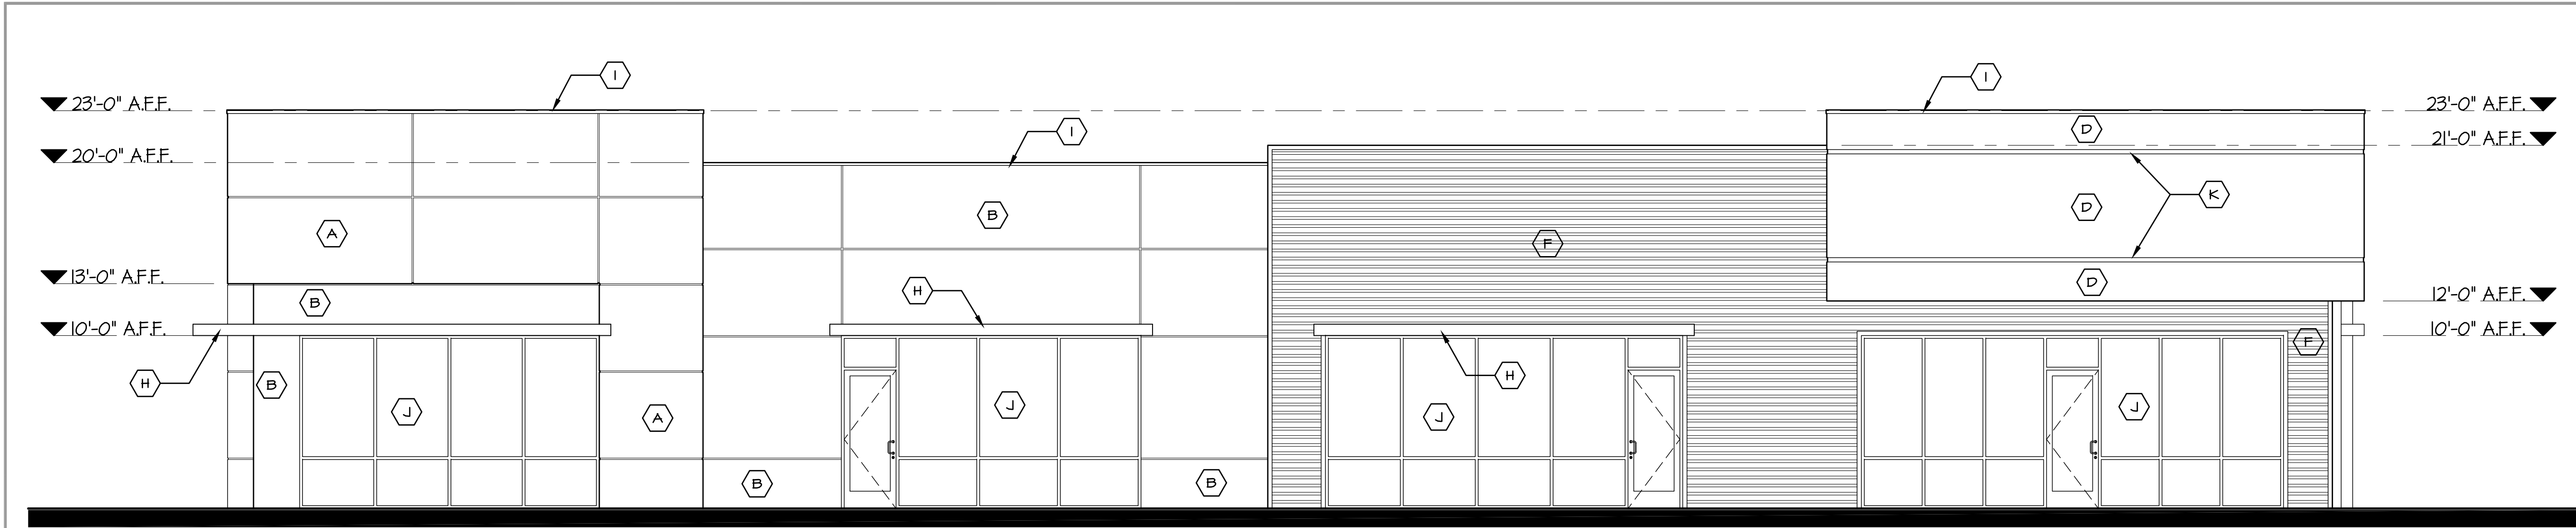 I
I
23'-0" A.F.F.
23'-0" A.F.F.
D
I
21'-0" A.F.F.
20'-0" A.F.F.
K
D
B
A
F
13'-0" A.F.F.
D
H
12'-0" A.F.F.
B
10'-0" A.F.F.
10'-0" A.F.F.
F
H
H
B
J
J
J
J
A
B
B